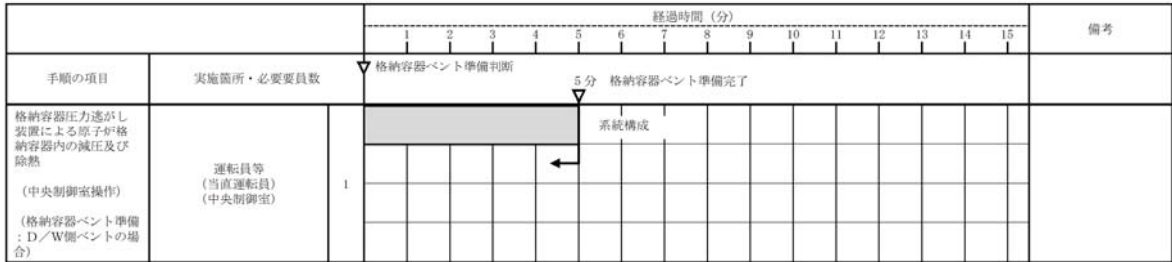 経過時間（分）
備考
1 2 3 4 5 6 7 8 9 10 11 12 13 14 15
手順の項目
実施箇所・必要要員数
格納容器ベント準備判断
5分 格納容器ベント準備完了
格納容器圧力逃がし
装置による原子炉格
納容器内の減圧及び
除熱
（中央制御室操作）
（格納容器ベント準備
：D／W側ベントの場
合）
運転員等
（当直運転員）
（中央制御室）
1
系統構成